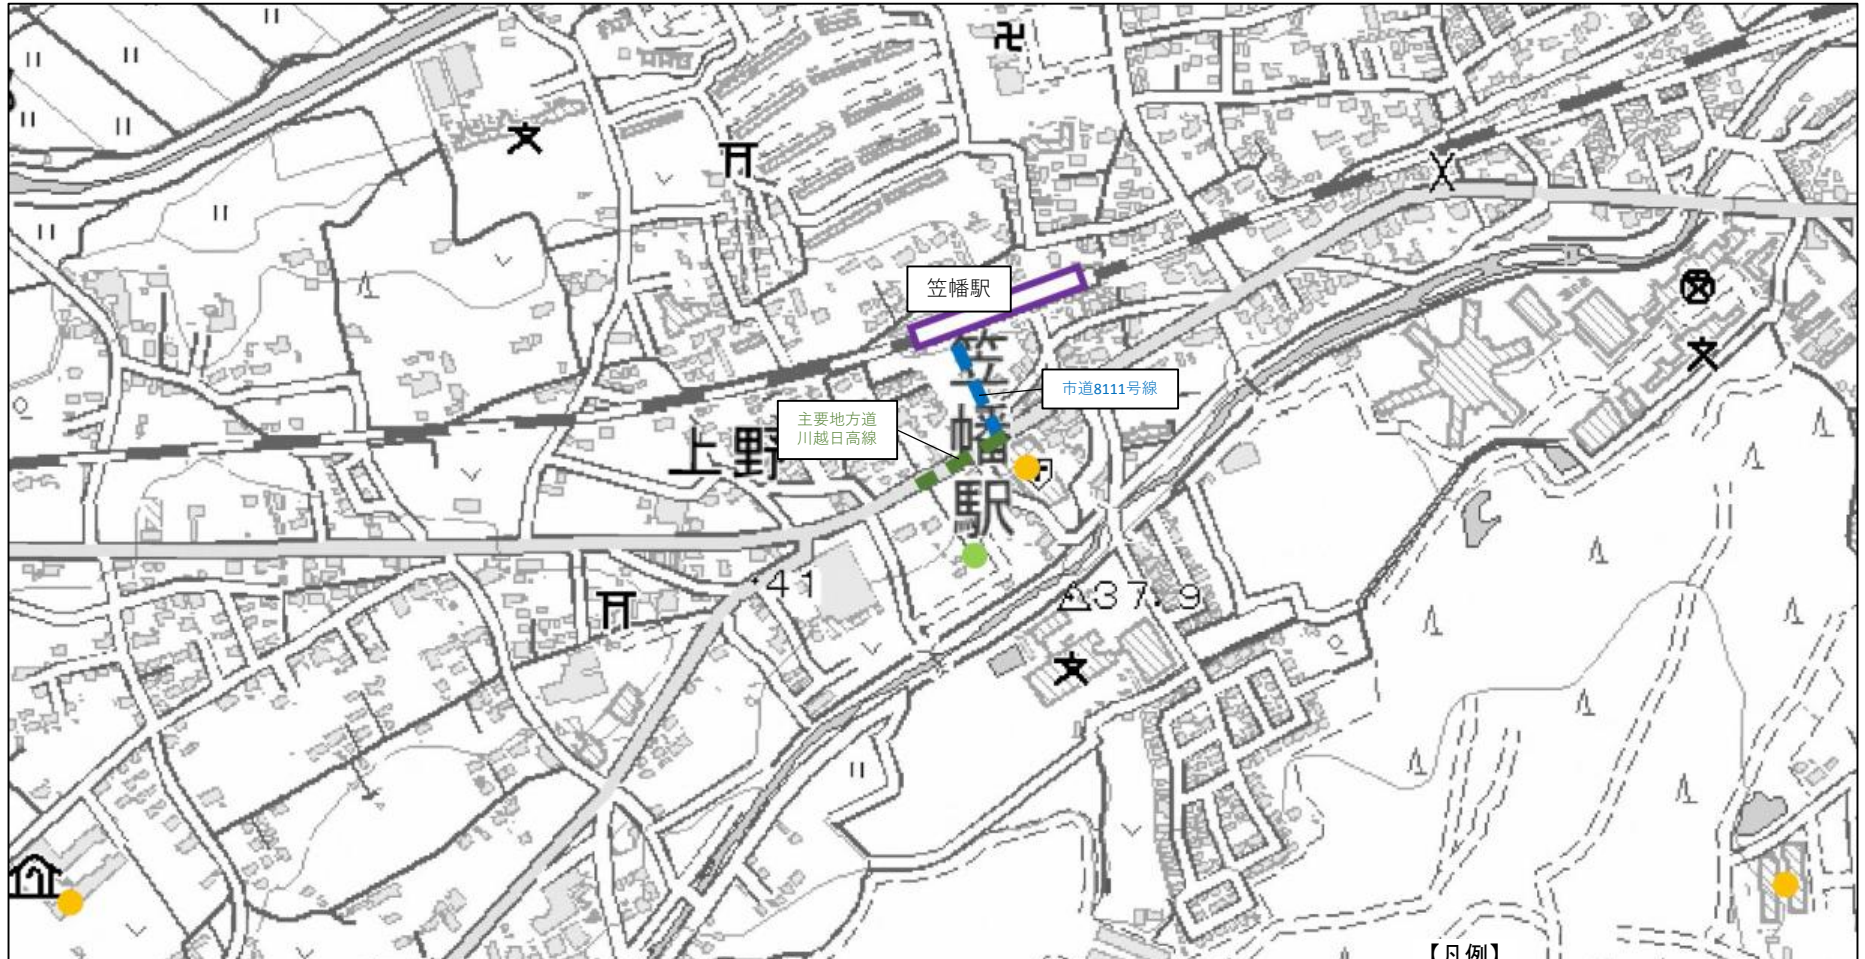 笠幡駅
笠幡駅
市道8111号線
主要地方道
川越日高線
上野
41
37.9
【凡例】